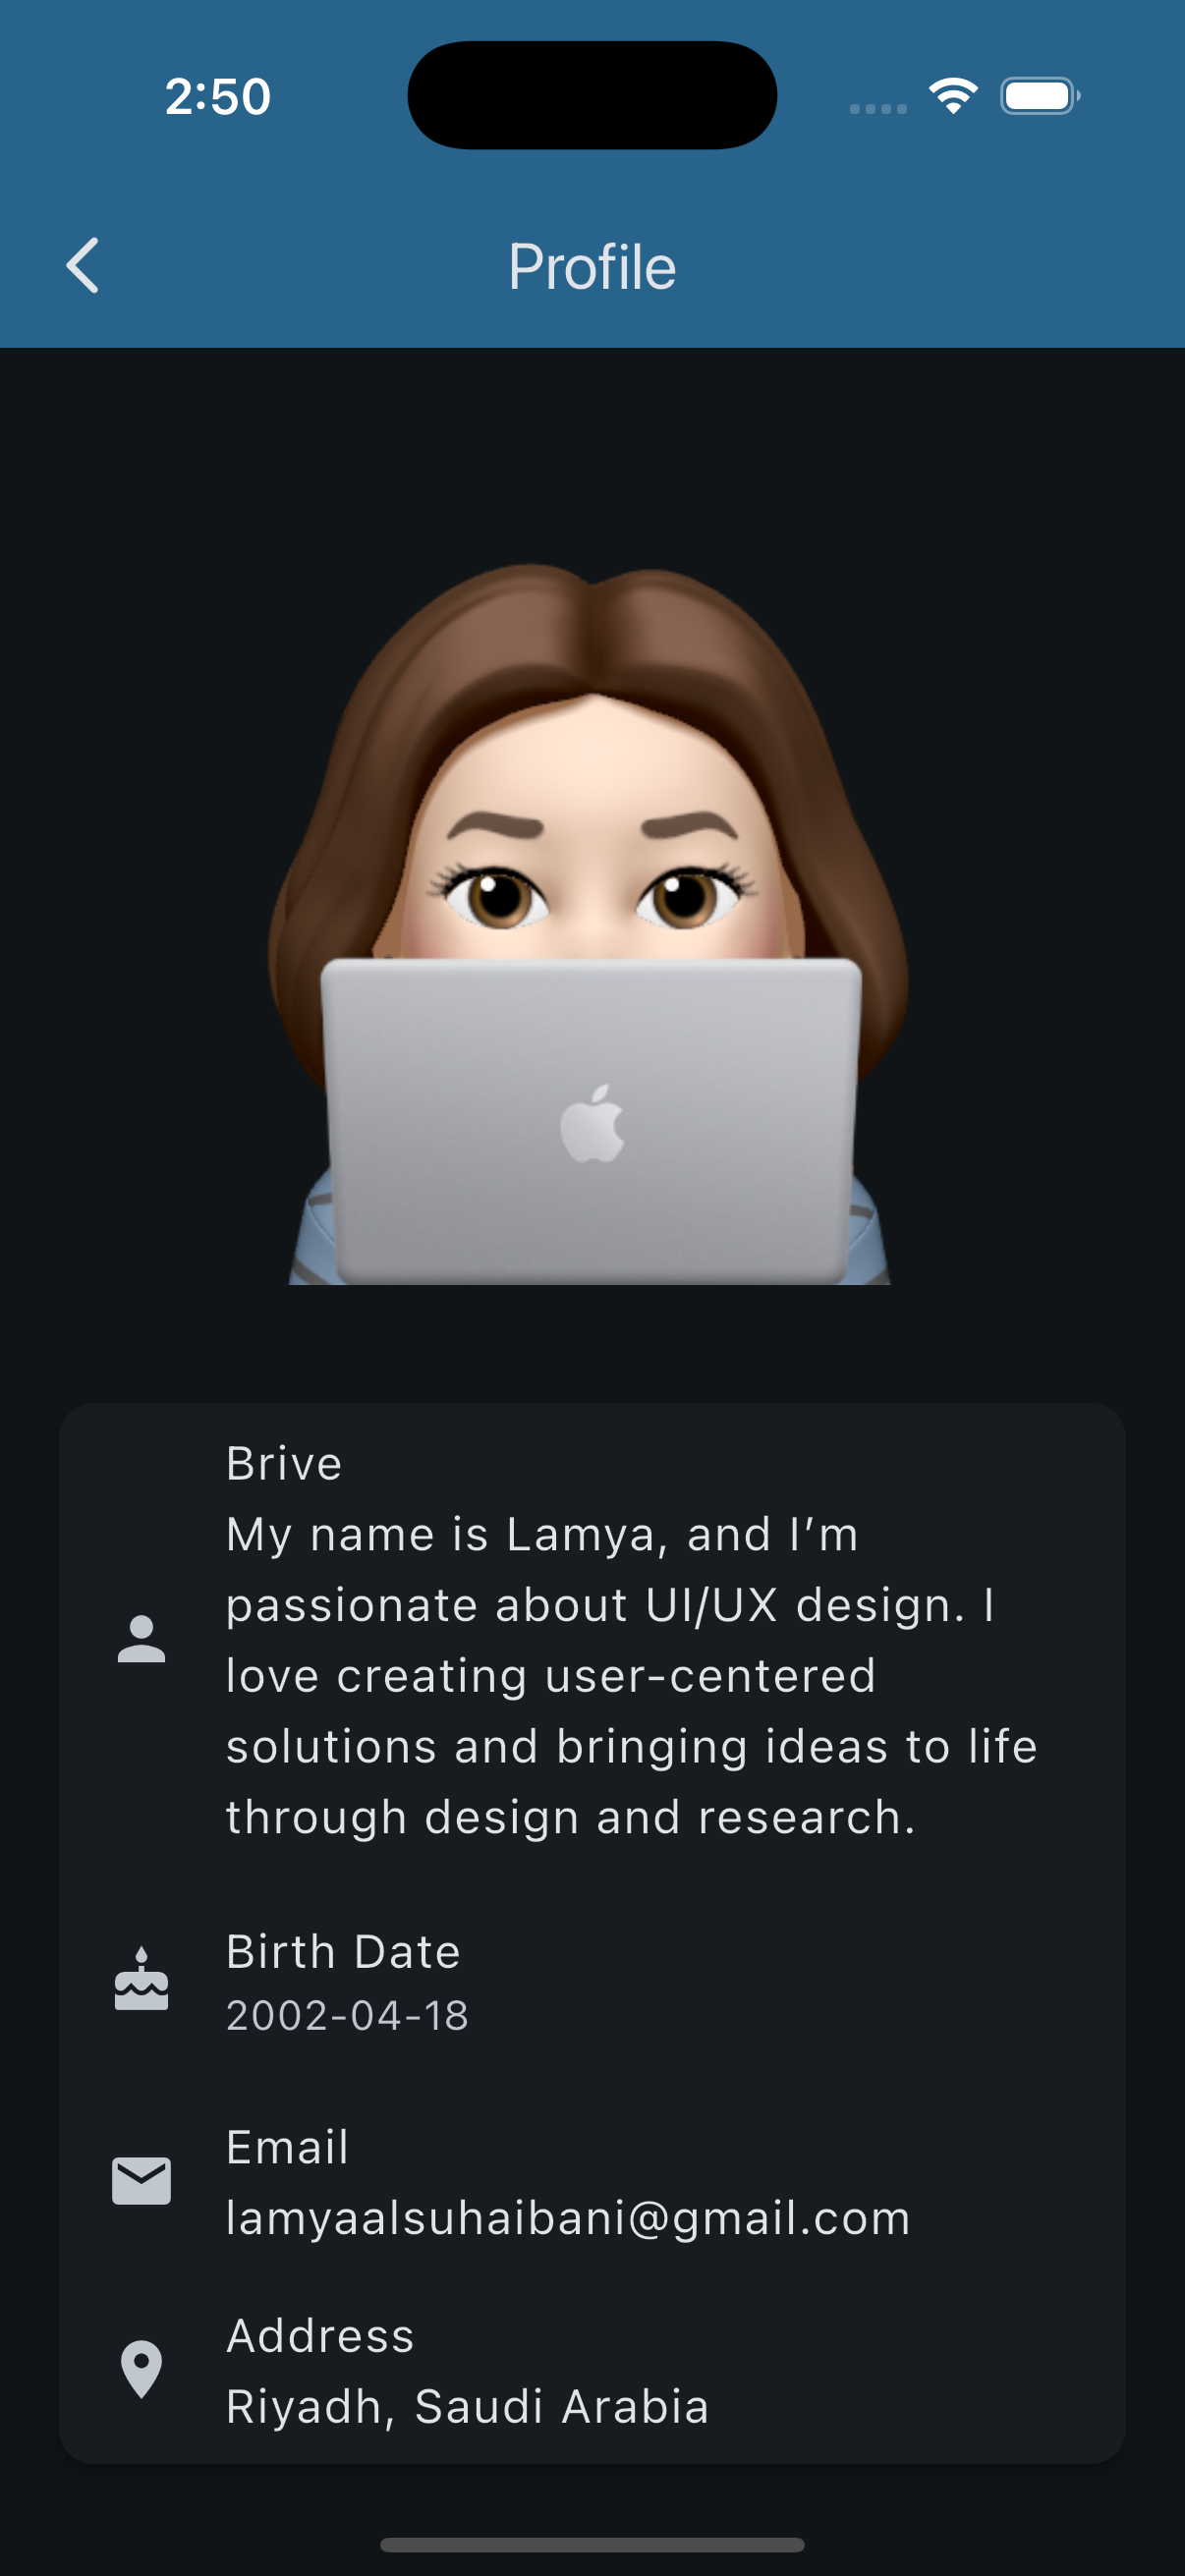 2:50
Profile
Brive
My name is Lamya, and I’m
passionate about UI/UX design. I
love creating user-centered
solutions and bringing ideas to life
through design and research.
Birth Date
2002-04-18
Email
lamyaalsuhaibani@gmail.com
Address
Riyadh, Saudi Arabia